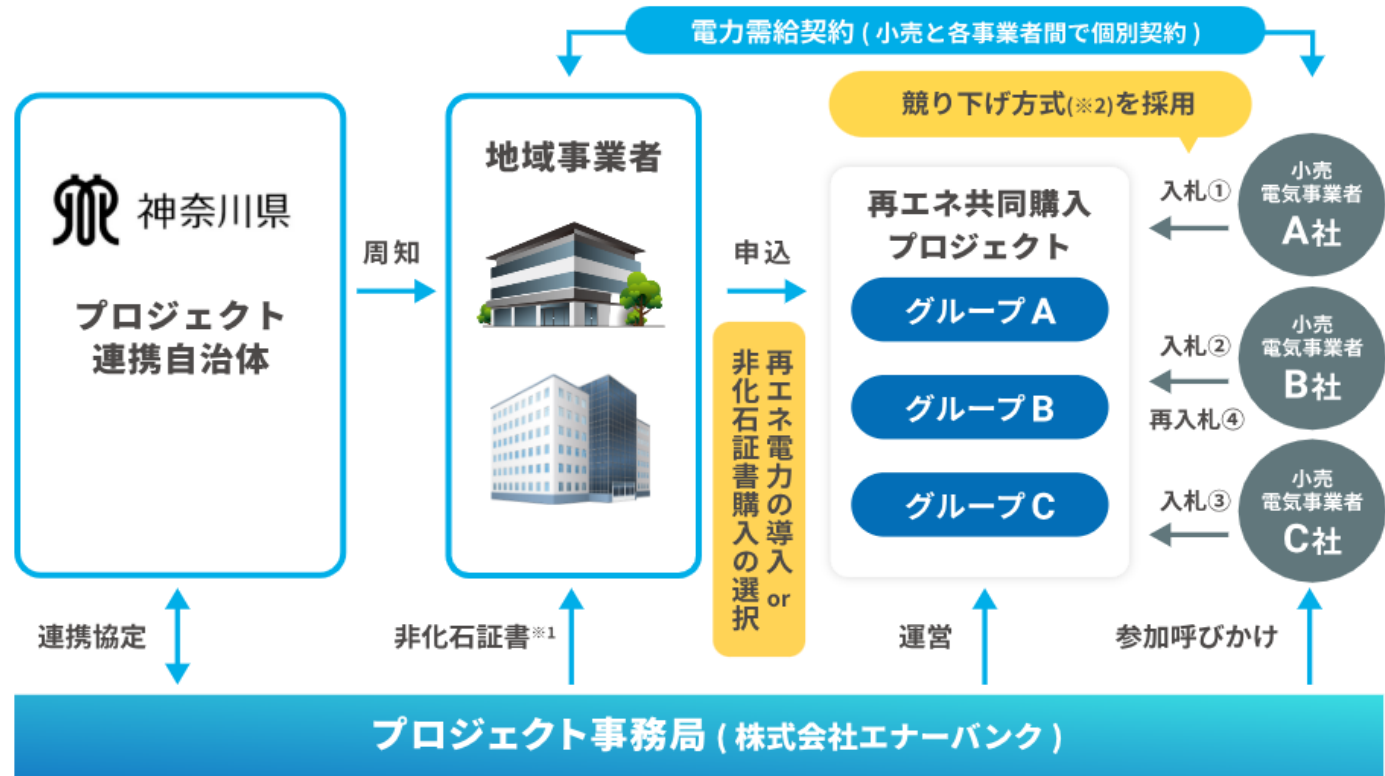 電力需給契約 ( 小売と各事業者間で個別契約 )
神奈川県
プロジェクト
連携自治体
周知
地域事業者
申込
再エネ電力の導入 or
非化石証書購入の選択
競り下げ方式(※2)を採用
再エネ共同購入
プロジェクト
グループ A
グループ B
グループ C
入札①
小売
電気事業者
A社
入札②
再入札④
小売
電気事業者
B社
入札③
小売
電気事業者
C社
連携協定
非化石証書※1
運営
参加呼びかけ
プロジェクト事務局 ( 株式会社エナーバンク )